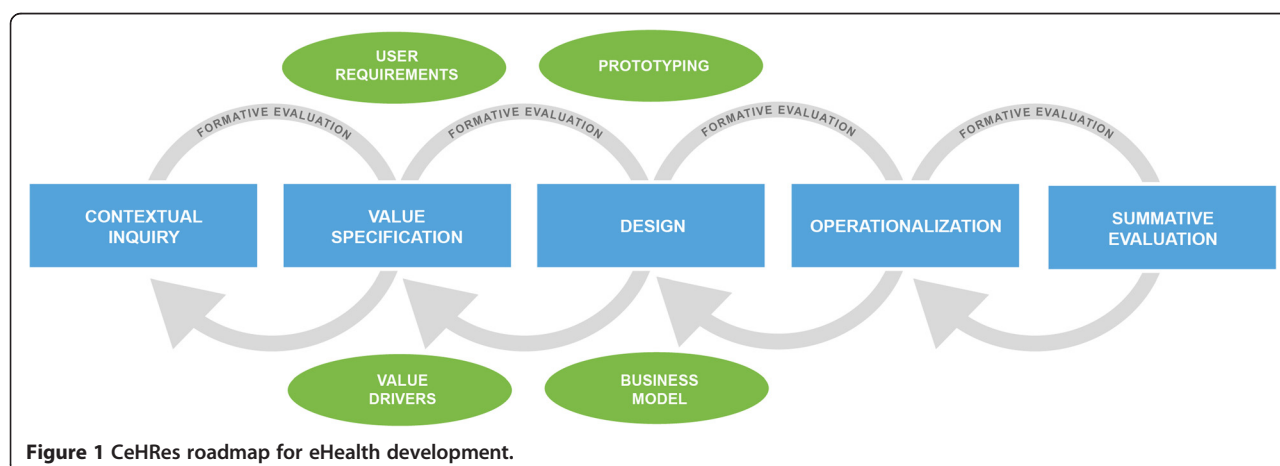 USER
REQUIREMENTS
PROTOTYPING
FORMATIVE EVALUATION
FORMATIVE EVALUATION
FORMATIVE EVALUATION
FORMATIVE EVALUATION
CONTEXTUAL
INQUIRY
VALUE
SPECIFICATION
DESIGN
OPERATIONALIZATION
SUMMATIVE
EVALUATION
VALUE
DRIVERS
BUSINESS
MODEL
Figure 1 CeHRes roadmap for eHealth development.